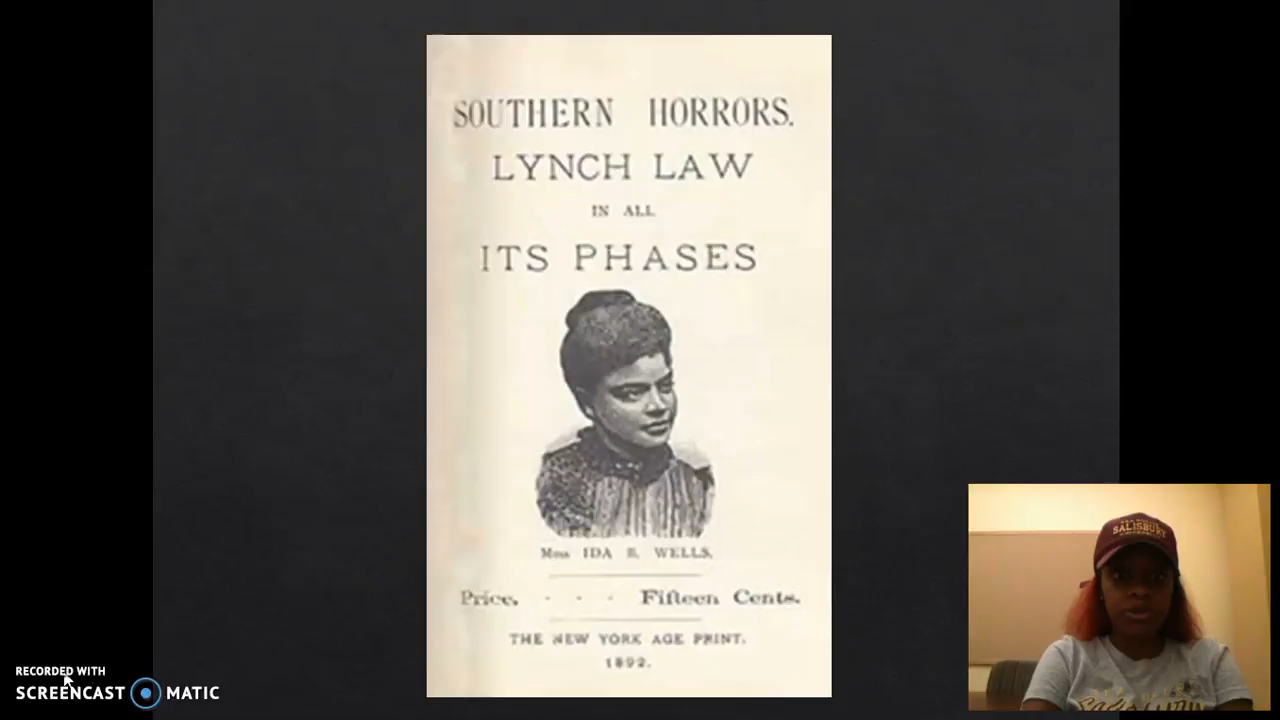 SOUTHERN HORRORS.
LYNCH LAW
IN ALL
ITS PHASES
Miss IDA B. WELLS,
Price, . . . Fifteen Cents.
THE NEW YORK AGE PRINT,
1892.
RECORDED WITH
SCREENCAST MATIC
SALISBURY